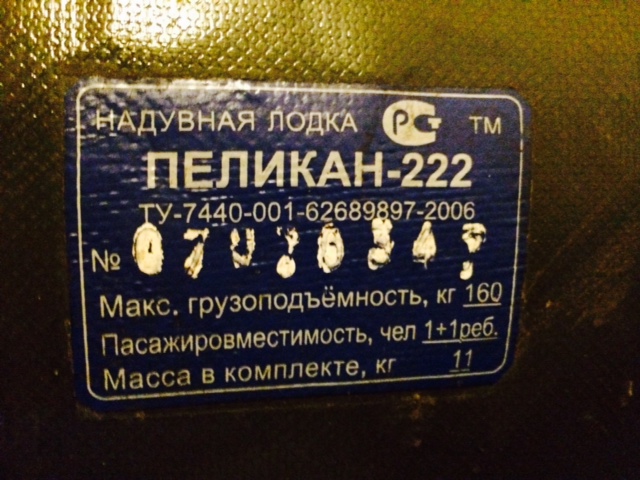 НАДУВНАЯ ЛОДКА РСТ ТМ
ПЕЛИКАН-222
ТУ-7440-001-62689897-2006
№
Макс. грузоподъёмность, кг 160
Пасажировместимость, чел 1+1реб.
Масса в комплекте, кг 11